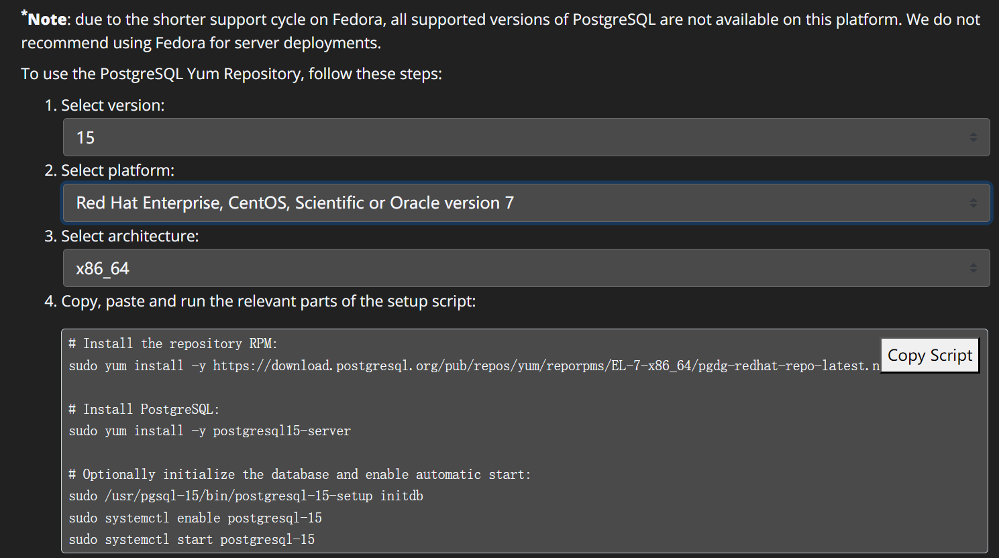 *Note: due to the shorter support cycle on Fedora, all supported versions of PostgreSQL are not available on this platform. We do not
recommend using Fedora for server deployments.
To use the PostgreSQL Yum Repository, follow these steps:
1. Select version:
15
2. Select platform:
Red Hat Enterprise, CentOS, Scientific or Oracle version 7
3. Select architecture:
x86_64
4. Copy, paste and run the relevant parts of the setup script:
# Install the repository RPM:
Copy Script
sudo yum install -y https://download.postgresql.org/pub/repos/yum/reporpms/EL-7-x86_64/pgdg-redhat-repo-latest.n
# Install PostgreSQL:
sudo yum install -y postgresql15-server
# Optionally initialize the database and enable automatic start:
sudo /usr/pgsql-15/bin/postgresql-15-setup initdb
sudo systemctl enable postgresql-15
sudo systemctl start postgresql-15